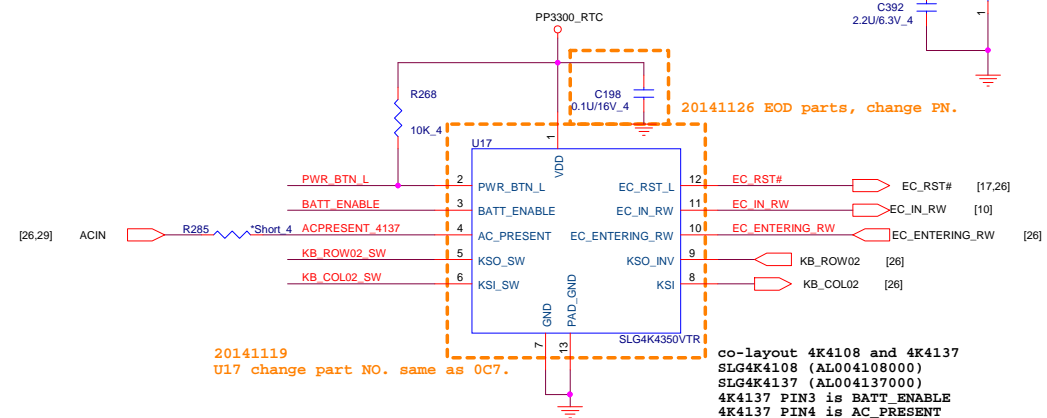 C392
2.2U/6.3V_4
1
PP3300_RTC
R268
10K_4
C198
0.1U/16V_4
20141126 EOD parts, change PN.
U17
1
VDD
PWR_BTN_L 2 PWR_BTN_L EC_RST_L 12 EC_RST# EC_RST# [17,26]
BATT_ENABLE 3 BATT_ENABLE EC_IN_RW 11 EC_IN_RW EC_IN_RW [10]
[26,29] ACIN R285 *Short_4 ACPRESENT_4137 4 AC_PRESENT EC_ENTERING_RW 10 EC_ENTERING_RW EC_ENTERING_RW [26]
KB_ROW02_SW 5 KSO_SW KSO_INV 9 KB_ROW02 [26]
KB_COL02_SW 6 KSI_SW KSI 8 KB_COL02 [26]
GND PAD_GND
SLG4K4350VTR
7 13
20141119
U17 change part NO. same as 0C7.
co-layout 4K4108 and 4K4137
SLG4K4108 (AL004108000)
SLG4K4137 (AL004137000)
4K4137 PIN3 is BATT_ENABLE
4K4137 PIN4 is AC_PRESENT